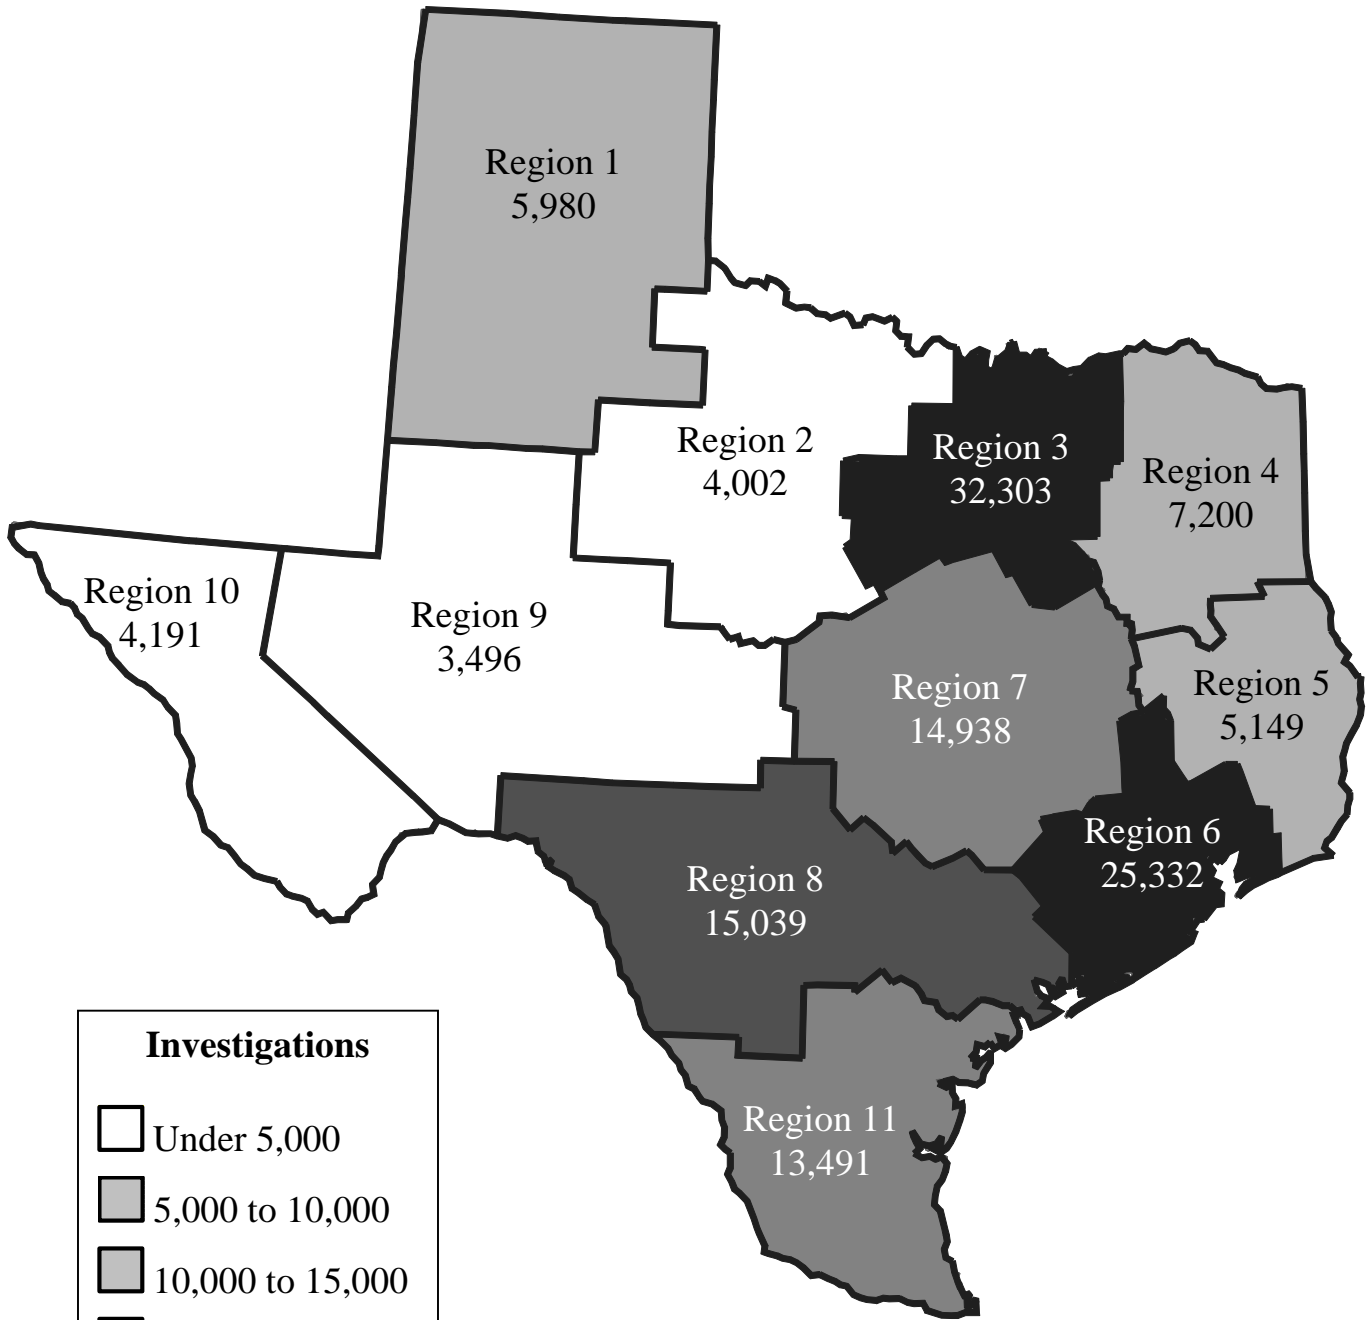 Region 1
5,980
Region 2
4,002
Region 3
32,303
Region 4
7,200
Region 10
4,191
Region 9
3,496
Region 7
14,938
Region 5
5,149
Region 6
25,332
Region 8
15,039
Region 11
13,491
Investigations
Under 5,000
5,000 to 10,000
10,000 to 15,000